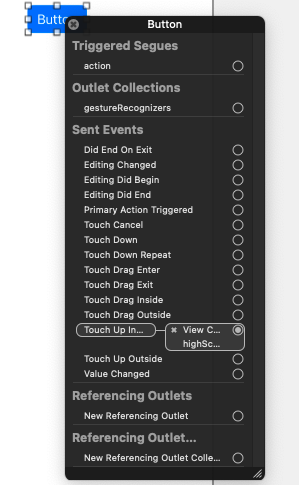 Button
Butto
Triggered Segues
action
Outlet Collections
gestureRecognizers
Sent Events
Did End On Exit
Editing Changed
Editing Did Begin
Editing Did End
Primary Action Triggered
Touch Cancel
Touch Down
Touch Down Repeat
Touch Drag Enter
Touch Drag Exit
Touch Drag Inside
Touch Drag Outside
Touch Up In... View C...
highSc...
Touch Up Outside
Value Changed
Referencing Outlets
New Referencing Outlet
Referencing Outlet...
New Referencing Outlet Colle...